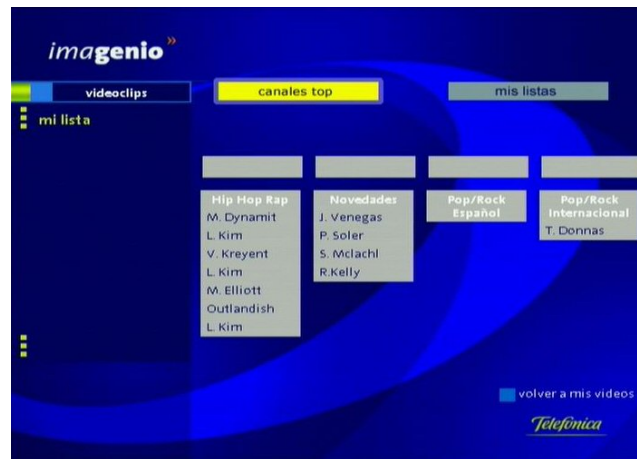 imagenio»
videoclips
canales top
mis listas
mi lista
Hip Hop Rap
M. Dynamit
L. Kim
V. Kreyent
L. Kim
M. Elliott
Outlandish
L. Kim
Novedades
J. Venegas
P. Soler
S. Mclachl
R.Kelly
Pop/Rock
Español
Pop/Rock
Internacional
T. Donnas
volver a mis videos
Telefónica